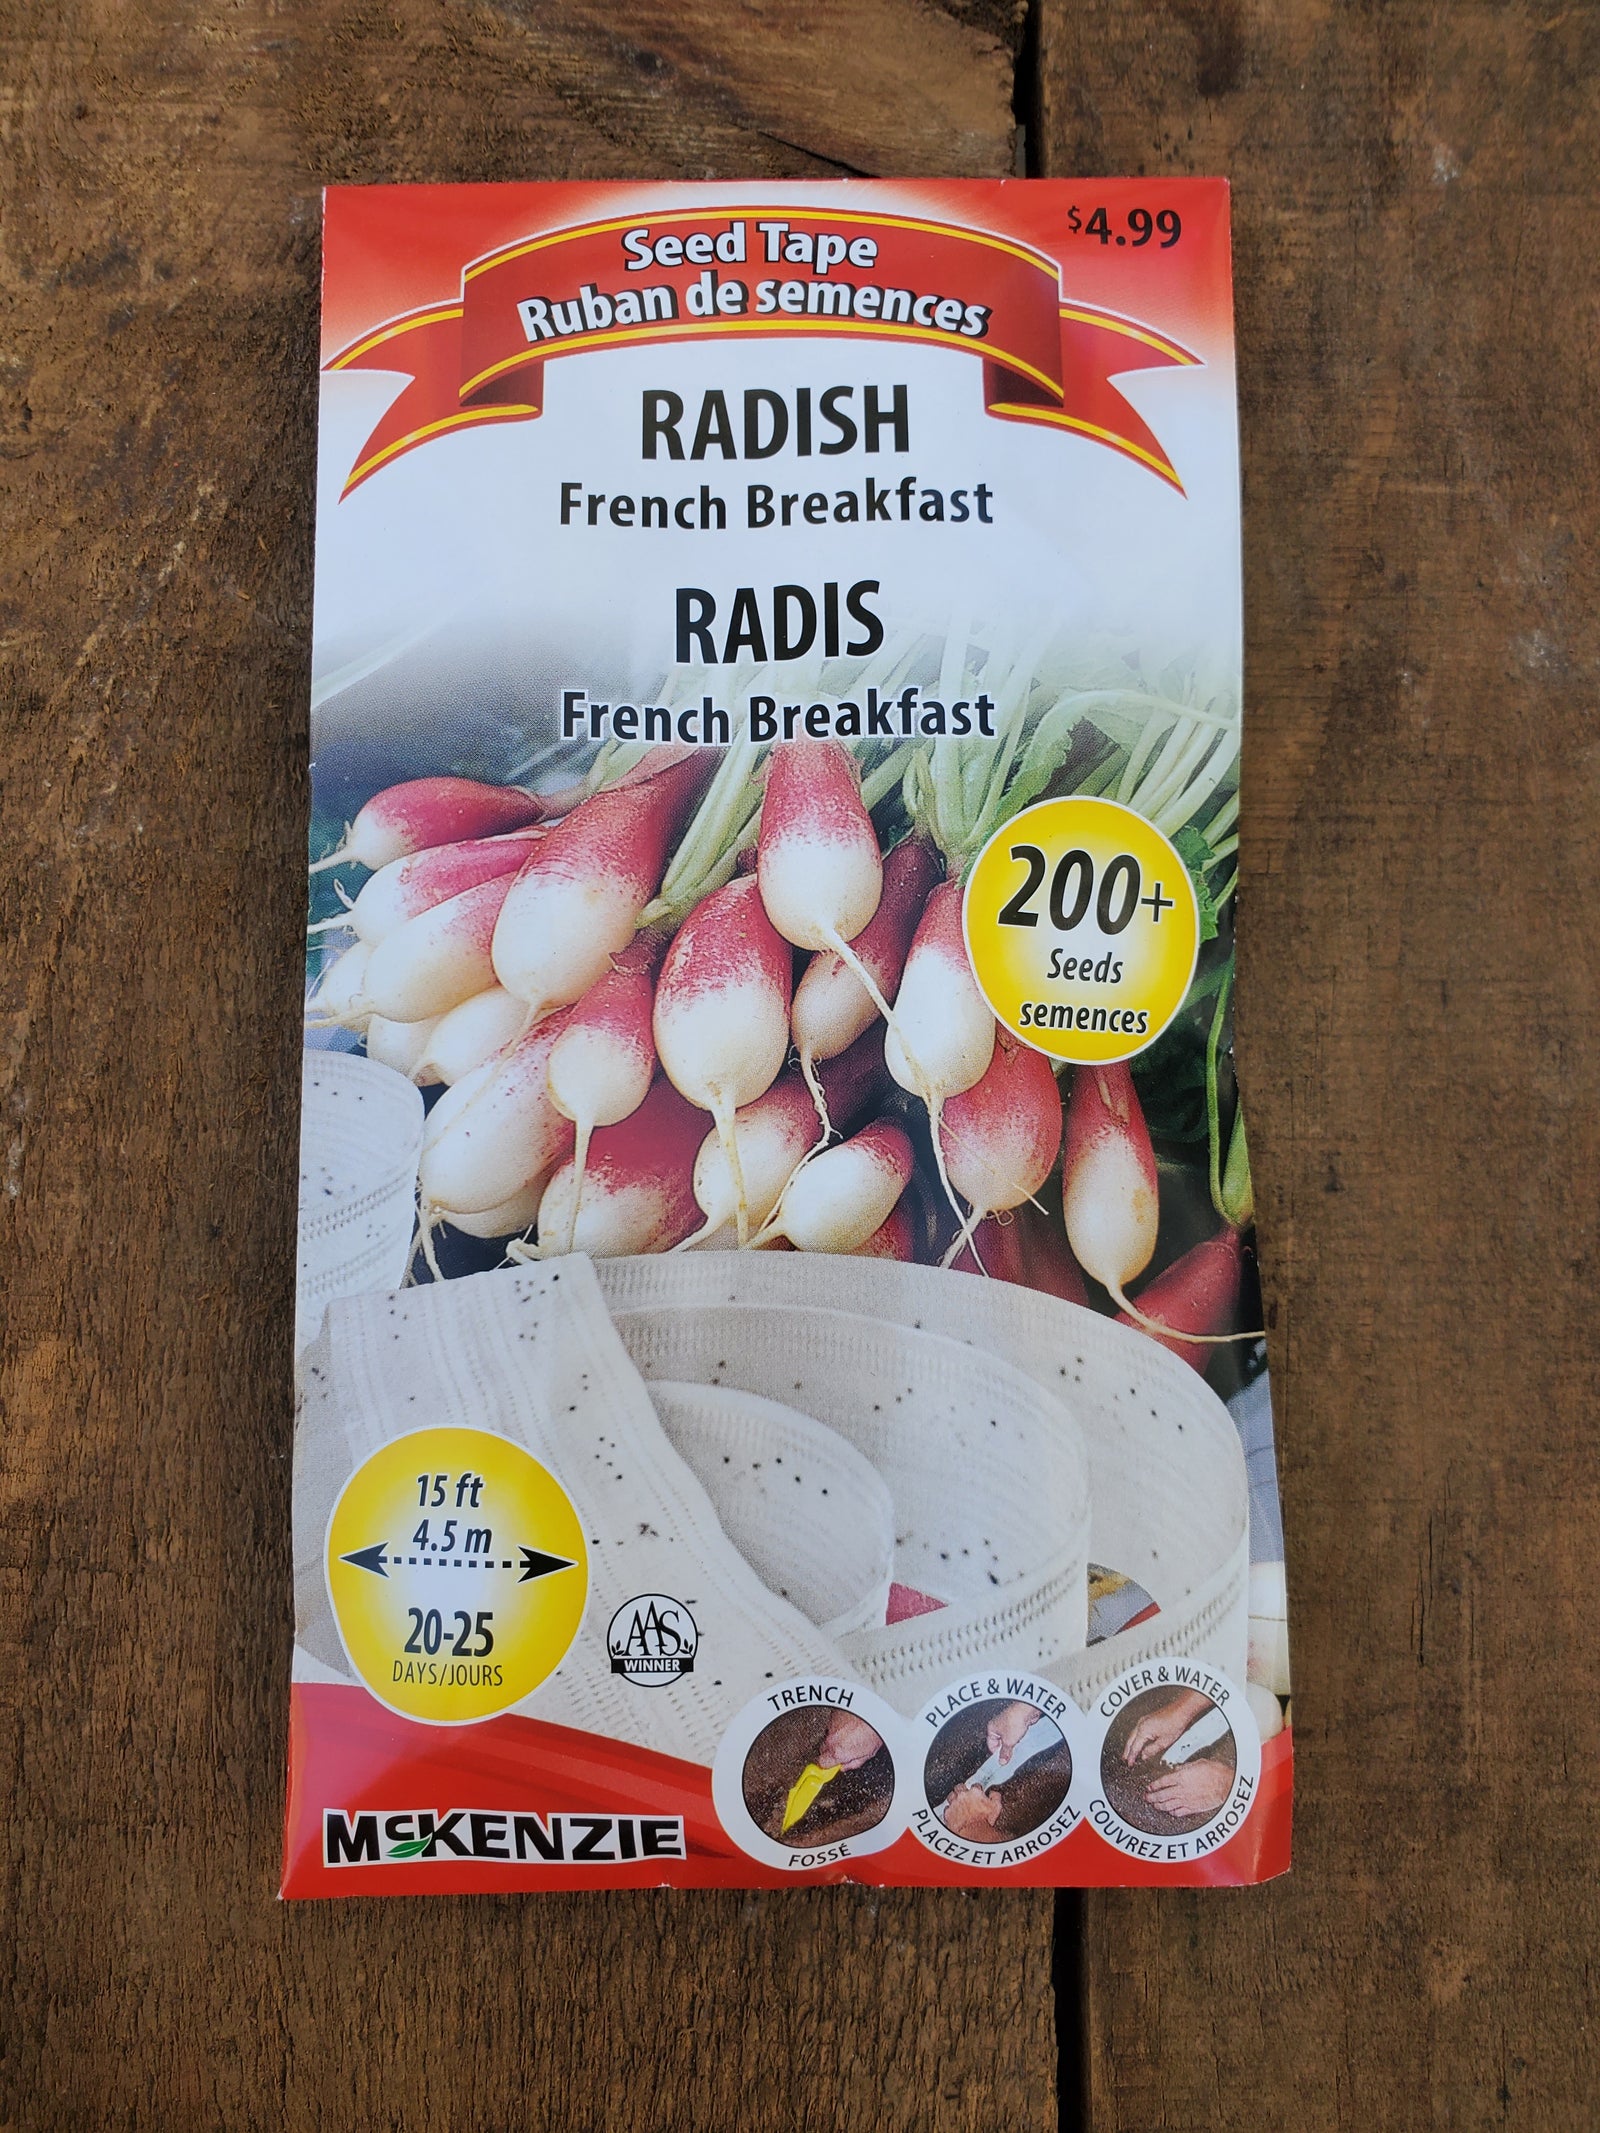 $4.99
Seed Tape
Ruban de semences
RADISH
French Breakfast
RADIS
French Breakfast
200+
Seeds
semences
15 ft
4.5 m
20-25
DAYS/JOURS
AAS
WINNER
TRENCH
FOSSÉ
PLACE & WATER
PLACEZ ET ARROSEZ
COVER & WATER
COUVREZ ET ARROSEZ
McKENZIE